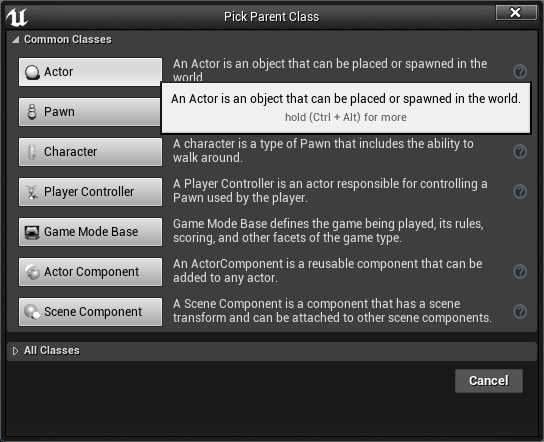 Pick Parent Class
Common Classes
Actor
An Actor is an object that can be placed or spawned in the
world.
An Actor is an object that can be placed or spawned in the world.
hold (Ctrl + Alt) for more
Pawn
Character
A character is a type of Pawn that includes the ability to
walk around.
Player Controller
A Player Controller is an actor responsible for controlling a
Pawn used by the player.
Game Mode Base
Game Mode Base defines the game being played, its rules,
scoring, and other facets of the game type.
Actor Component
An ActorComponent is a reusable component that can be
added to any actor.
Scene Component
A Scene Component is a component that has a scene
transform and can be attached to other scene components.
All Classes
Cancel